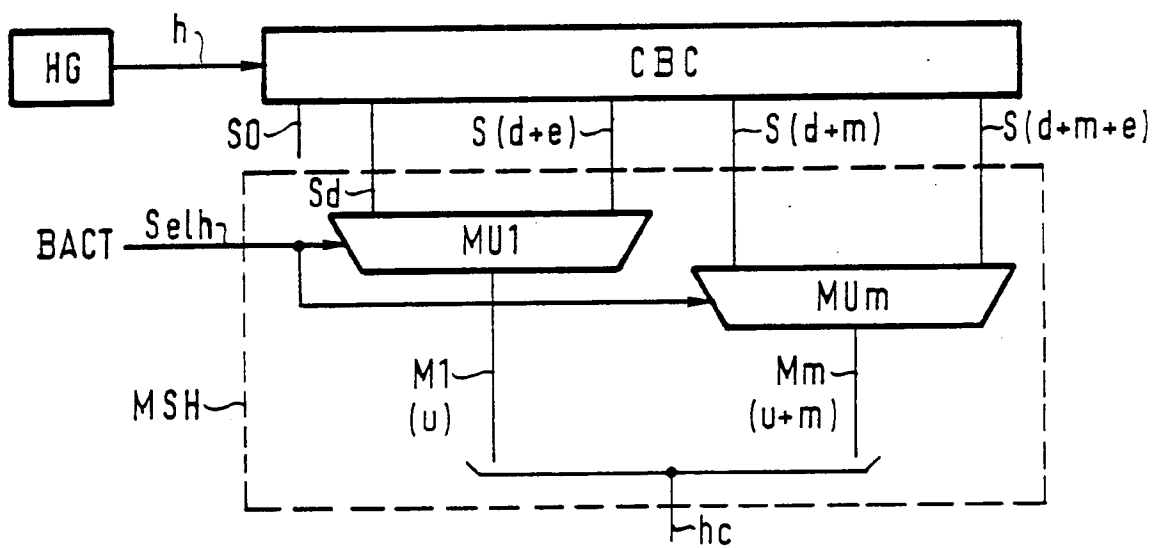 h
HG
CBC
S0
S(d+e)
S(d+m)
S(d+m+e)
Sd
Selh
BACT
MU1
MUm
M1
(u)
Mm
(u+m)
MSH
hc